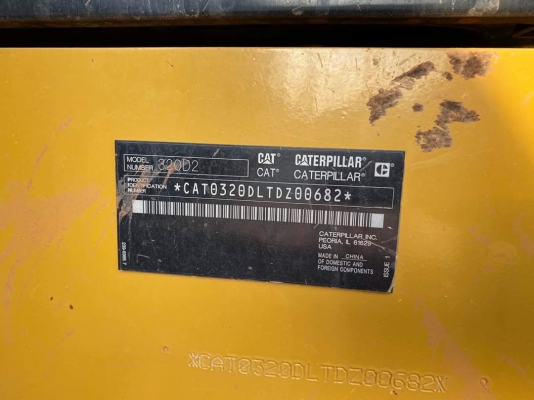 MODEL NUMBER 320D2
CAT® CATERPILLAR®
CAT® CATERPILLAR®
PRODUCT IDENTIFICATION NUMBER *CAT0320DLTDZ00682*
CATERPILLAR INC.
PEORIA, IL 61629
USA
MADE IN CHINA
OF DOMESTIC AND
FOREIGN COMPONENTS
ISSUE 1
*CAT0320DLTDZ00682*